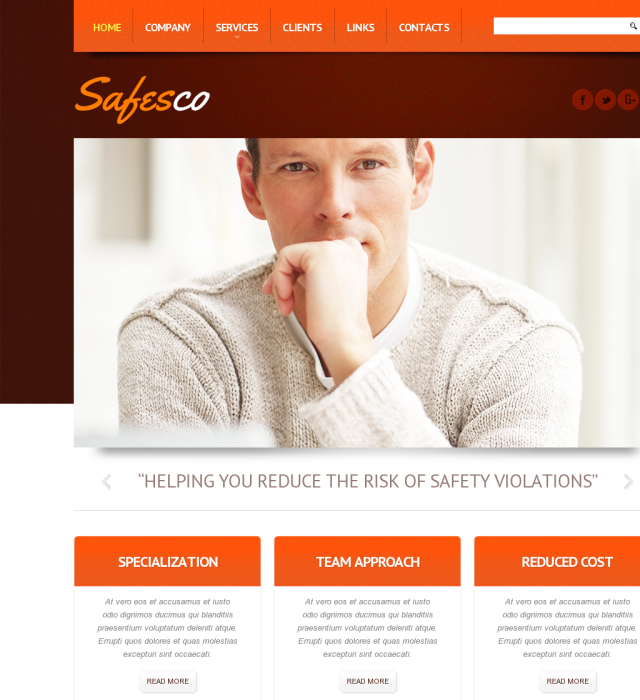 HOME COMPANY SERVICES CLIENTS LINKS CONTACTS
Safesco
“HELPING YOU REDUCE THE RISK OF SAFETY VIOLATIONS”
SPECIALIZATION
At vero eos et accusamus et iusto
odio dignimos ducimus qui blanditiis
praesentium voluptatum deleniti atque.
Errupti quos dolores et quas molestias
excepturi sint occaecati.
READ MORE
TEAM APPROACH
At vero eos et accusamus et iusto
odio dignimos ducimus qui blanditiis
praesentium voluptatum deleniti atque.
Errupti quos dolores et quas molestias
excepturi sint occaecati.
READ MORE
REDUCED COST
At vero eos et accusamus et iusto
odio dignimos ducimus qui blanditiis
praesentium voluptatum deleniti atque.
Errupti quos dolores et quas molestias
excepturi sint occaecati.
READ MORE